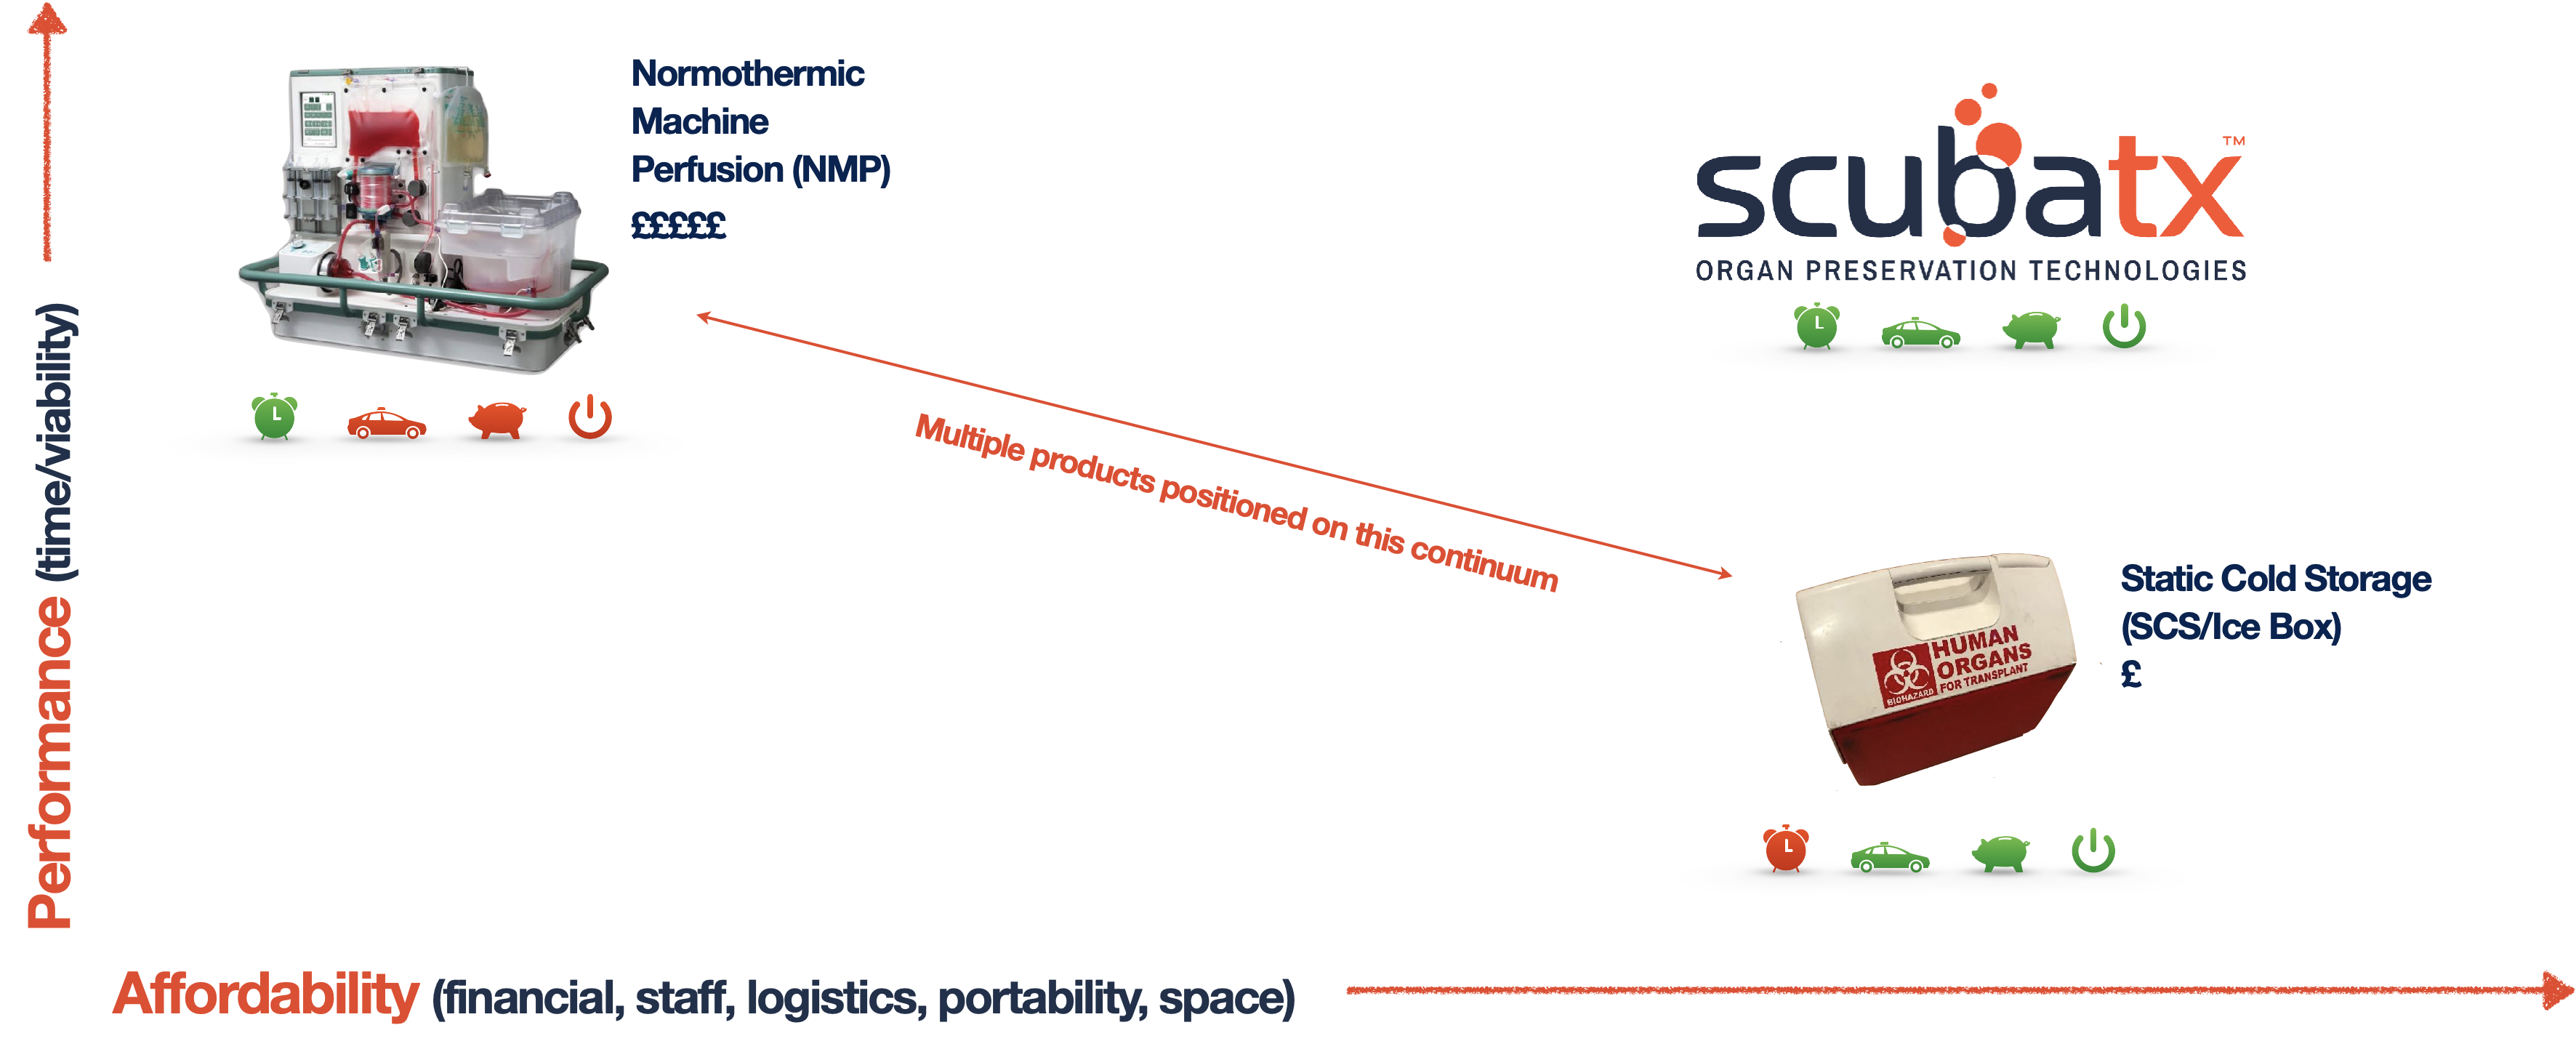 Normothermic
Machine
Perfusion (NMP)
£££££
scubatx™
ORGAN PRESERVATION TECHNOLOGIES
Multiple products positioned on this continuum
Static Cold Storage
(SCS/Ice Box)
£
HUMAN
ORGANS
FOR TRANSPLANT
BIOHAZARD
Performance (time/viability)
Affordability (financial, staff, logistics, portability, space)